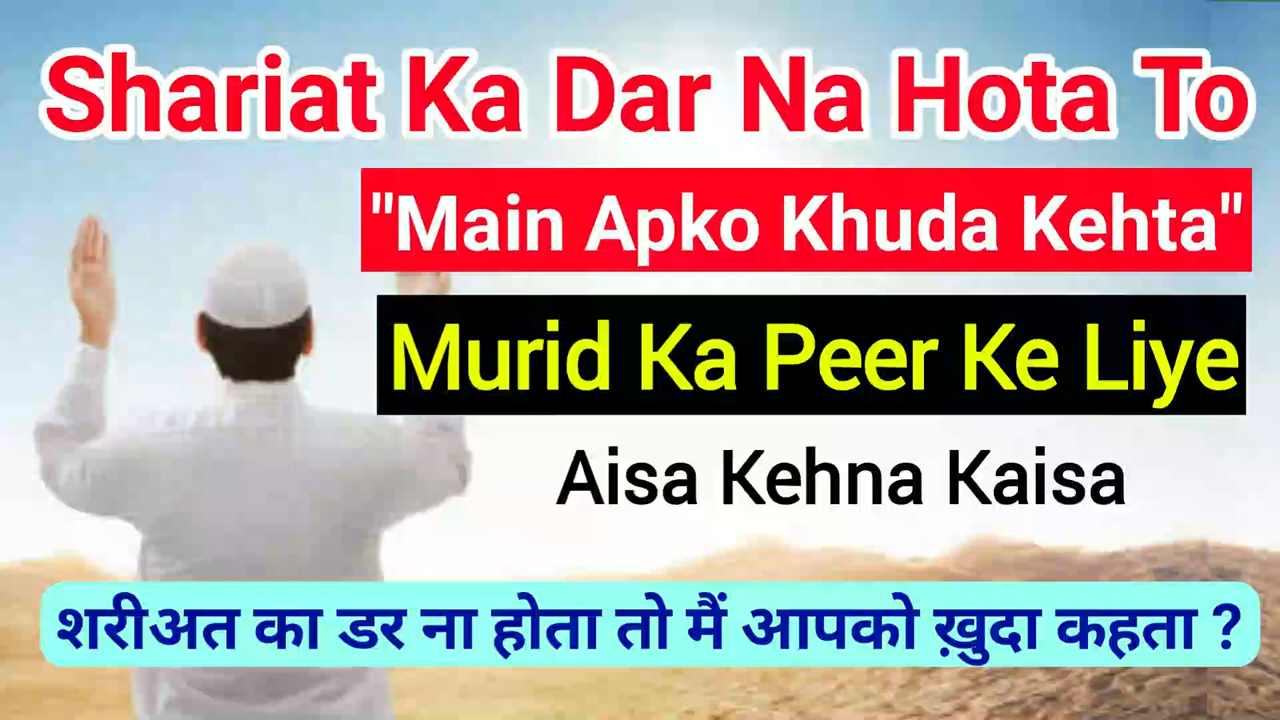 Shariat Ka Dar Na Hota To
"Main Apko Khuda Kehta"
Murid Ka Peer Ke Liye
Aisa Kehna Kaisa
शरीअत का डर ना होता तो मैं आपको ख़ुदा कहता ?